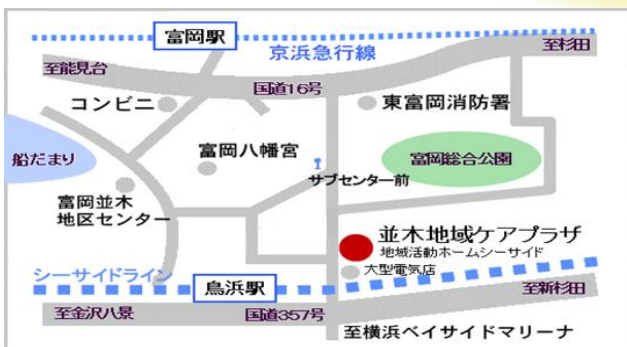 富岡駅
京浜急行線
至杉田
至能見台
国道16号
コンビニ
東富岡消防署
船だまり
富岡八幡宮
富岡総合公園
サブセンター前
富岡並木
地区センター
並木地域ケアプラザ
地域活動ホームシーサイド
大型電気店
シーサイドライン
鳥浜駅
至新杉田
至金沢八景
国道357号
至横浜ベイサイドマリーナ